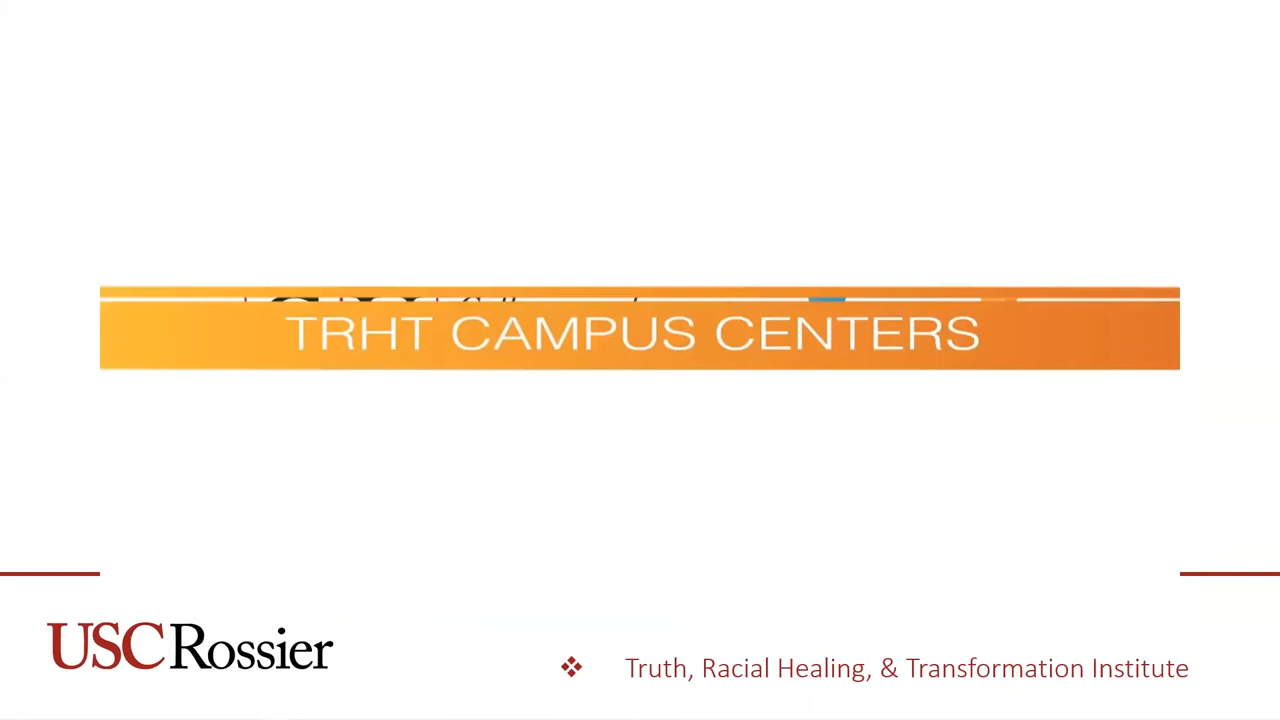 TRHT CAMPUS CENTERS
USC Rossier
❖ Truth, Racial Healing, & Transformation Institute